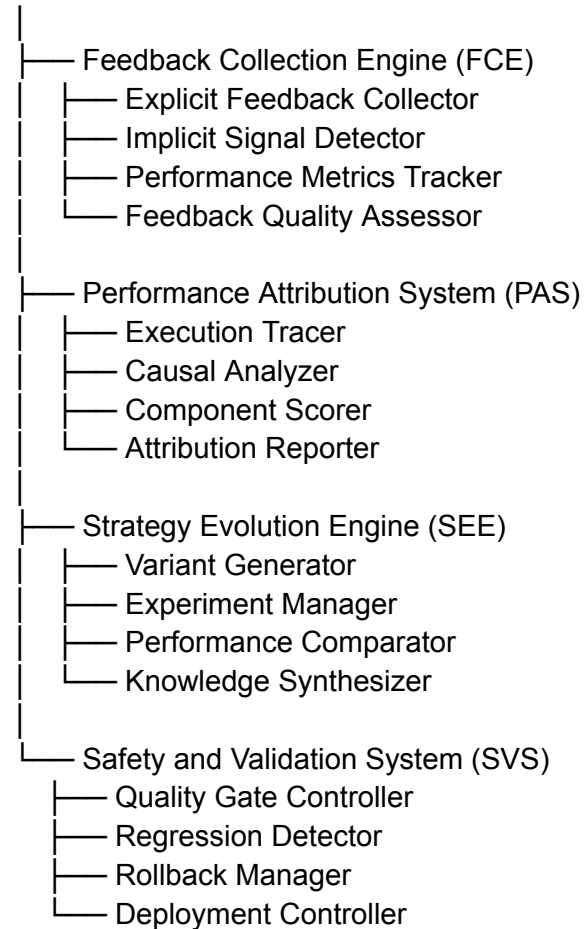 Feedback Collection Engine (FCE)
Explicit Feedback Collector
Implicit Signal Detector
Performance Metrics Tracker
Feedback Quality Assessor
Performance Attribution System (PAS)
Execution Tracer
Causal Analyzer
Component Scorer
Attribution Reporter
Strategy Evolution Engine (SEE)
Variant Generator
Experiment Manager
Performance Comparator
Knowledge Synthesizer
Safety and Validation System (SVS)
Quality Gate Controller
Regression Detector
Rollback Manager
Deployment Controller